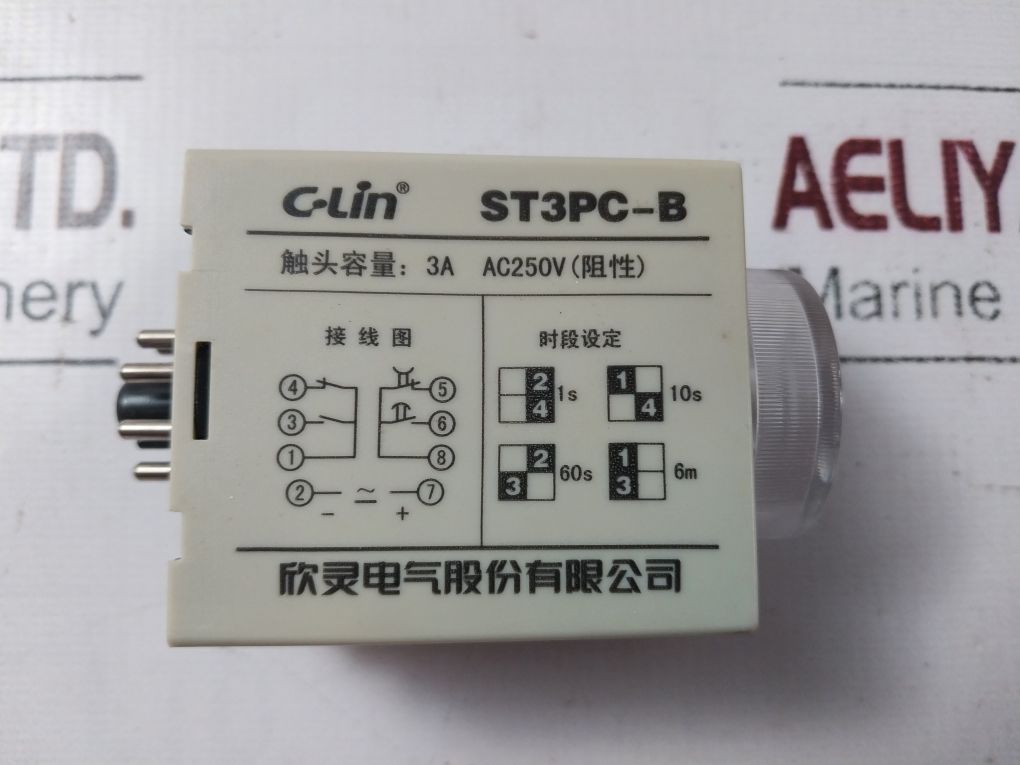 TD.
nery
AELIY
Marine
C-Lin® ST3PC-B
触头容量：3A AC250V(阻性)
接线图
④ ⑤
③ ⑥
① ⑧
② ~ ⑦
− +
时段设定
2 4 1s
1 4 10s
2 3 60s
1 3 6m
欣灵电气股份有限公司